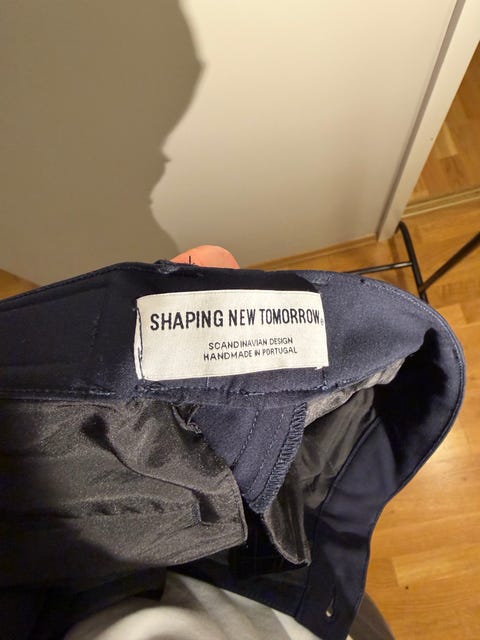 SHAPING NEW TOMORROW®
SCANDINAVIAN DESIGN
HANDMADE IN PORTUGAL